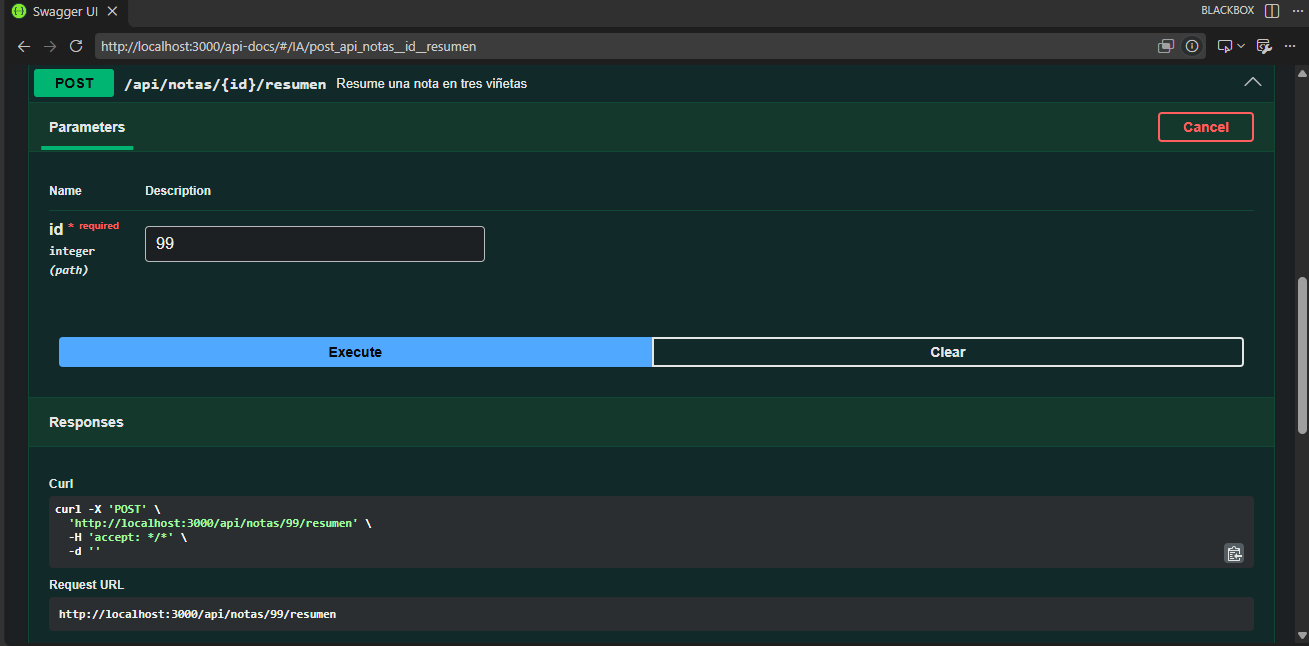 Swagger UI
BLACKBOX
http://localhost:3000/api-docs/#/IA/post_api_notas__id__resumen
POST /api/notas/{id}/resumen Resume una nota en tres viñetas
Parameters
Cancel
Name Description
id * required
integer
(path)
99
Execute
Clear
Responses
Curl
curl -X 'POST' \
'http://localhost:3000/api/notas/99/resumen' \
-H 'accept: */*' \
-d ''
Request URL
http://localhost:3000/api/notas/99/resumen